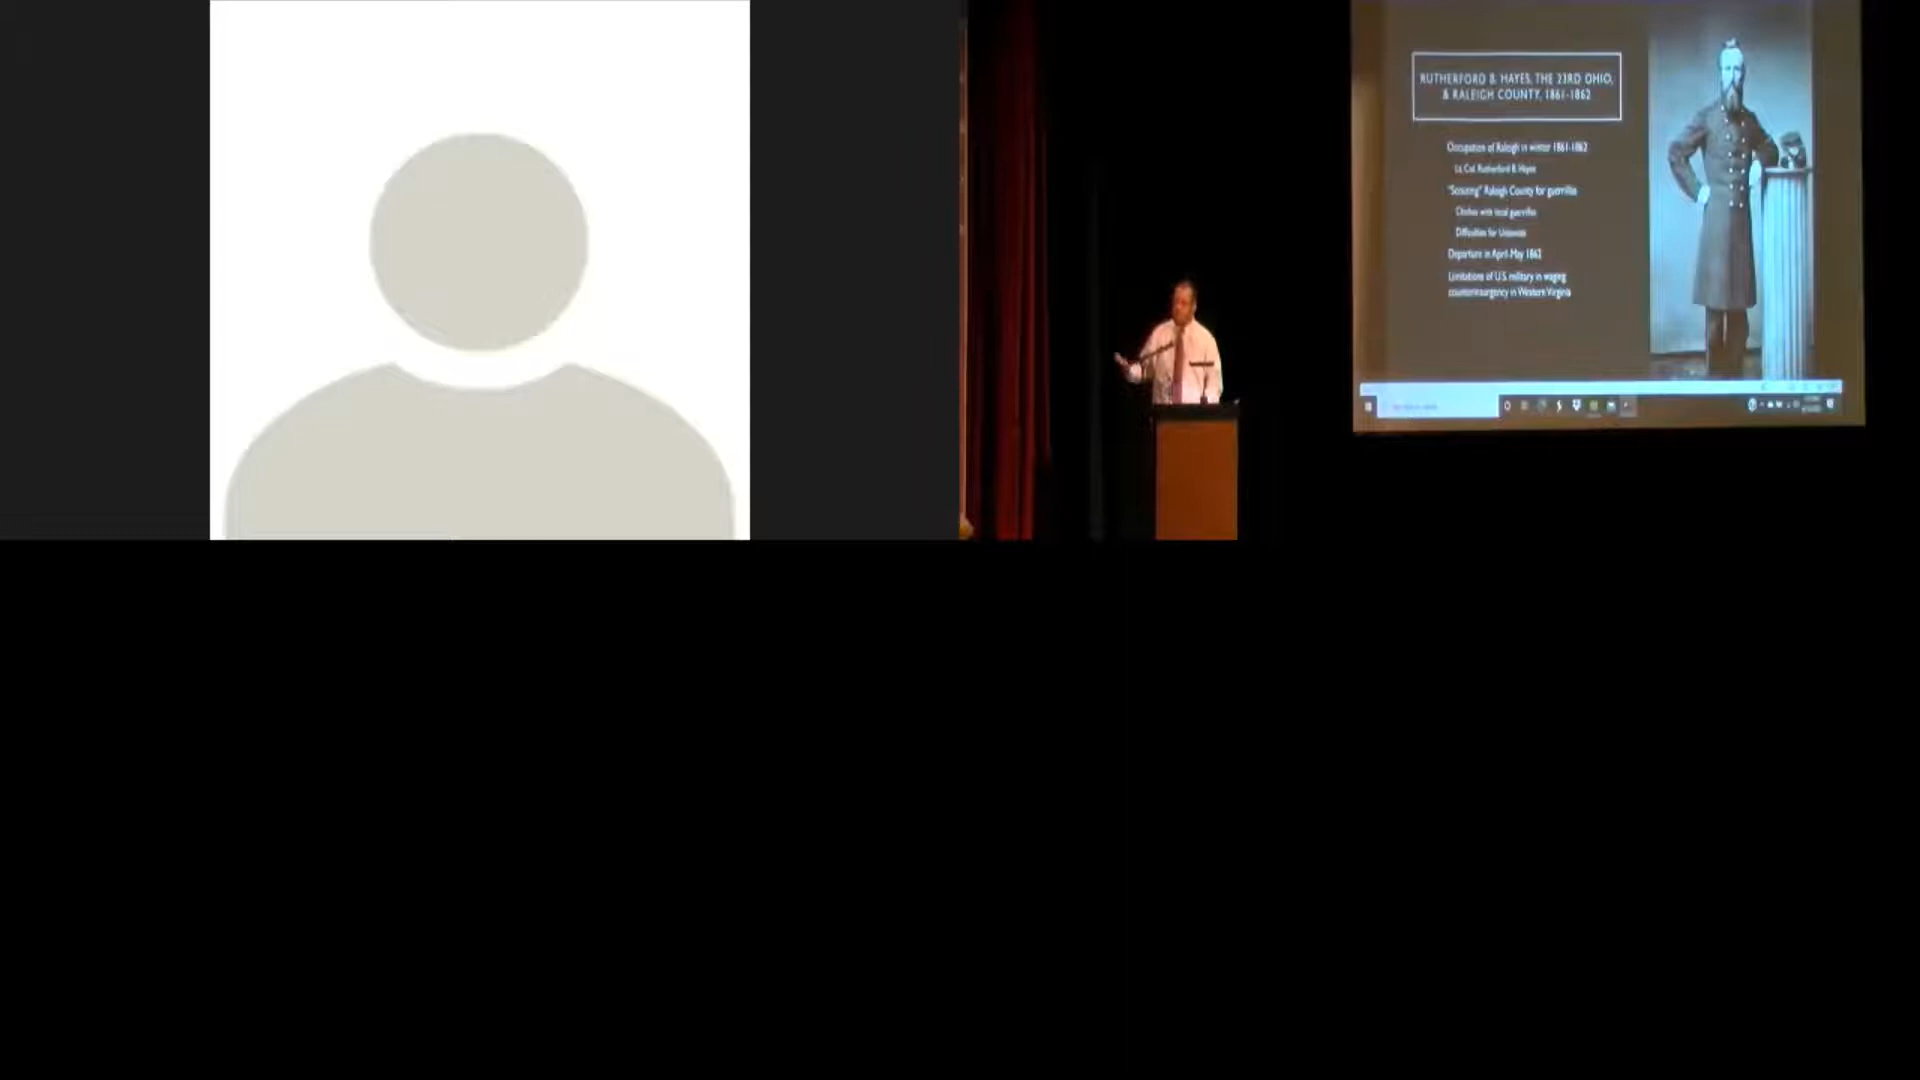 RUTHERFORD B. HAYES, THE 23RD OHIO,
& RALEIGH COUNTY, 1861-1862
Occupation of Raleigh in winter 1861-1862
Lt. Col. Rutherford B. Hayes
"Scouting" Raleigh County for guerrillas
Clashes with local guerrillas
Difficulties for Unionists
Departure in April-May 1862
Limitations of U.S. military in waging
counterinsurgency in Western Virginia